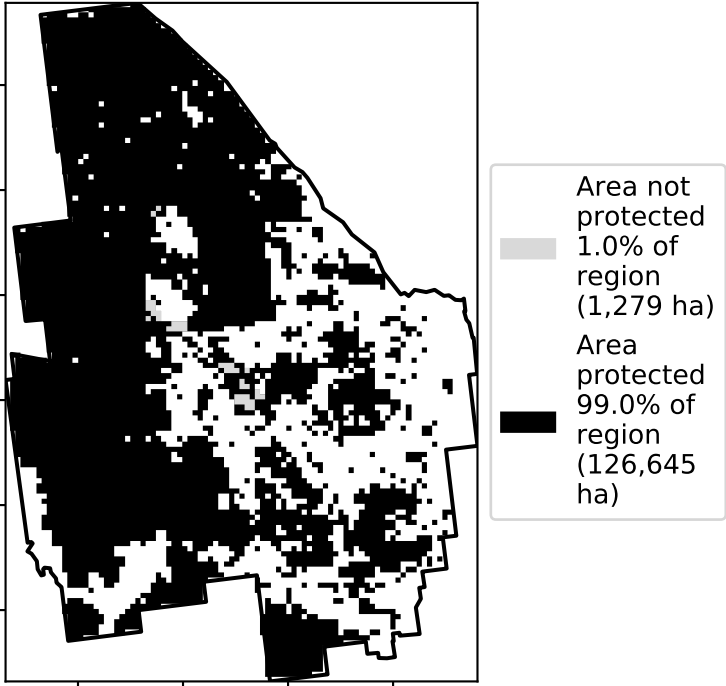 Area not
protected
1.0% of
region
(1,279 ha)
Area
protected
99.0% of
region
(126,645
ha)